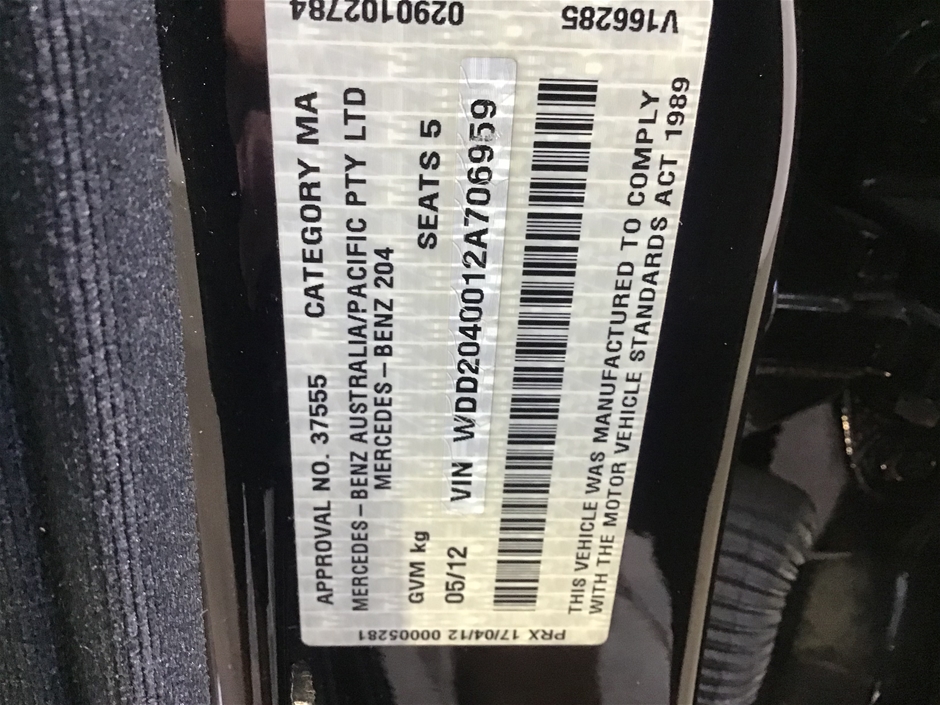 APPROVAL NO. 37555 CATEGORY MA
MERCEDES-BENZ AUSTRALIA/PACIFIC PTY LTD
MERCEDES-BENZ 204
GVM kg SEATS 5
05/12 VIN WDD2040012A706959
THIS VEHICLE WAS MANUFACTURED TO COMPLY
WITH THE MOTOR VEHICLE STANDARDS ACT 1989
PRX 17/04/12 00005281
V166285 0290102784